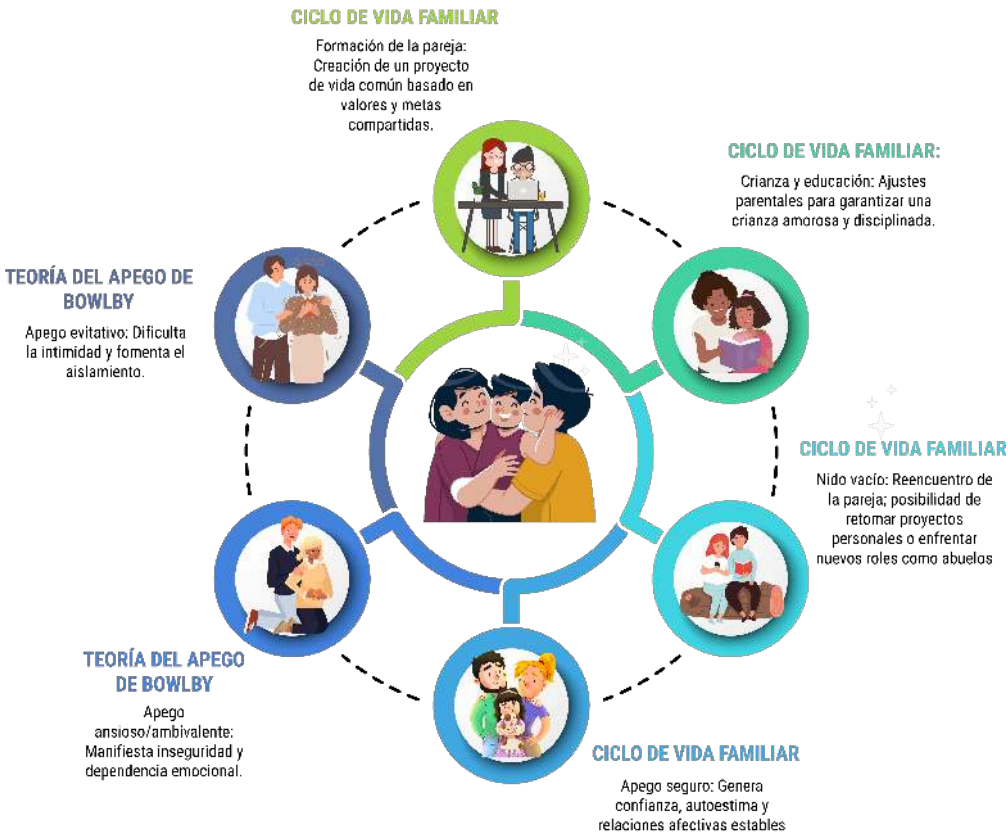 CICLO DE VIDA FAMILIAR
Formación de la pareja:
Creación de un proyecto
de vida común basado en
valores y metas
compartidas.
CICLO DE VIDA FAMILIAR:
Crianza y educación: Ajustes
parentales para garantizar una
crianza amorosa y disciplinada.
CICLO DE VIDA FAMILIAR
Nido vacío: Reencuentro de
la pareja; posibilidad de
retomar proyectos
personales o enfrentar
nuevos roles como abuelos
CICLO DE VIDA FAMILIAR
Apego seguro: Genera
confianza, autoestima y
relaciones afectivas estables
TEORÍA DEL APEGO
DE BOWLBY
Apego
ansioso/ambivalente:
Manifiesta inseguridad y
dependencia emocional.
TEORÍA DEL APEGO DE
BOWLBY
Apego evitativo: Dificulta
la intimidad y fomenta el
aislamiento.